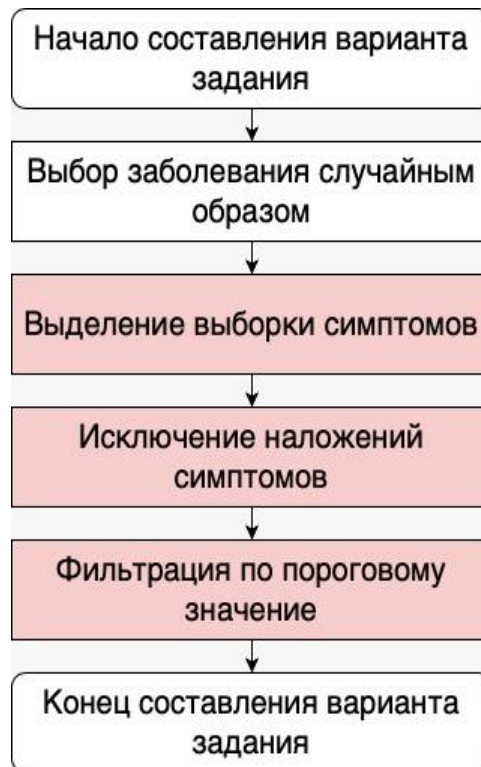 Начало составления варианта
задания
Выбор заболевания случайным
образом
Выделение выборки симптомов
Исключение наложений
симптомов
Фильтрация по пороговому
значение
Конец составления варианта
задания